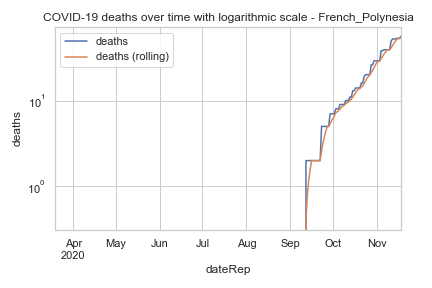 COVID-19 deaths over time with logarithmic scale - French_Polynesia
deaths
deaths (rolling)
deaths
10¹
10⁰
Apr May Jun Jul Aug Sep Oct Nov
2020
dateRep